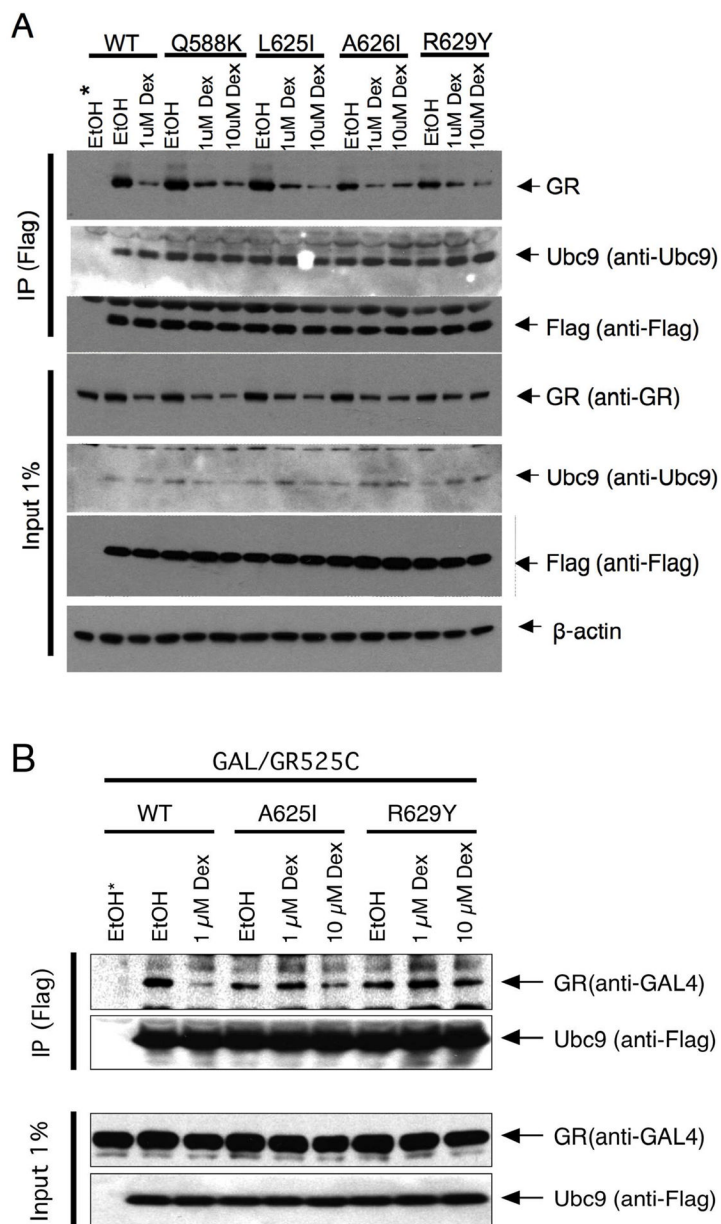 A
WT Q588K L625I A626I R629Y
*
EtOH EtOH 1uM Dex EtOH 1uM Dex 10uM Dex EtOH 1uM Dex 10uM Dex EtOH 1uM Dex 10uM Dex EtOH 1uM Dex 10uM Dex
IP (Flag)
GR
Ubc9 (anti-Ubc9)
Flag (anti-Flag)
Input 1%
GR (anti-GR)
Ubc9 (anti-Ubc9)
Flag (anti-Flag)
β-actin
B
GAL/GR525C
WT A625I R629Y
EtOH* EtOH 1 µM Dex EtOH 1 µM Dex 10 µM Dex EtOH 1 µM Dex 10 µM Dex
IP (Flag)
GR(anti-GAL4)
Ubc9 (anti-Flag)
Input 1%
GR(anti-GAL4)
Ubc9 (anti-Flag)